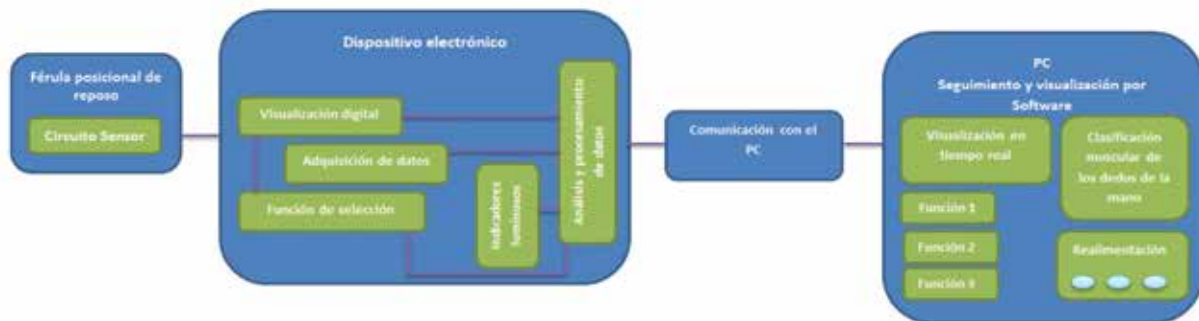 Férula posicional de
reposo
Circuito Sensor
Dispositivo electrónico
Visualización digital
Adquisición de datos
Función de selección
Indicadores
luminosos
Análisis y procesamiento
de datos
Comunicación con el
PC
PC
Seguimiento y visualización por
Software
Visualización en
tiempo real
Clasificación
muscular de
los dedos de la
mano
Función 1
Función 2
Función
Realimentación